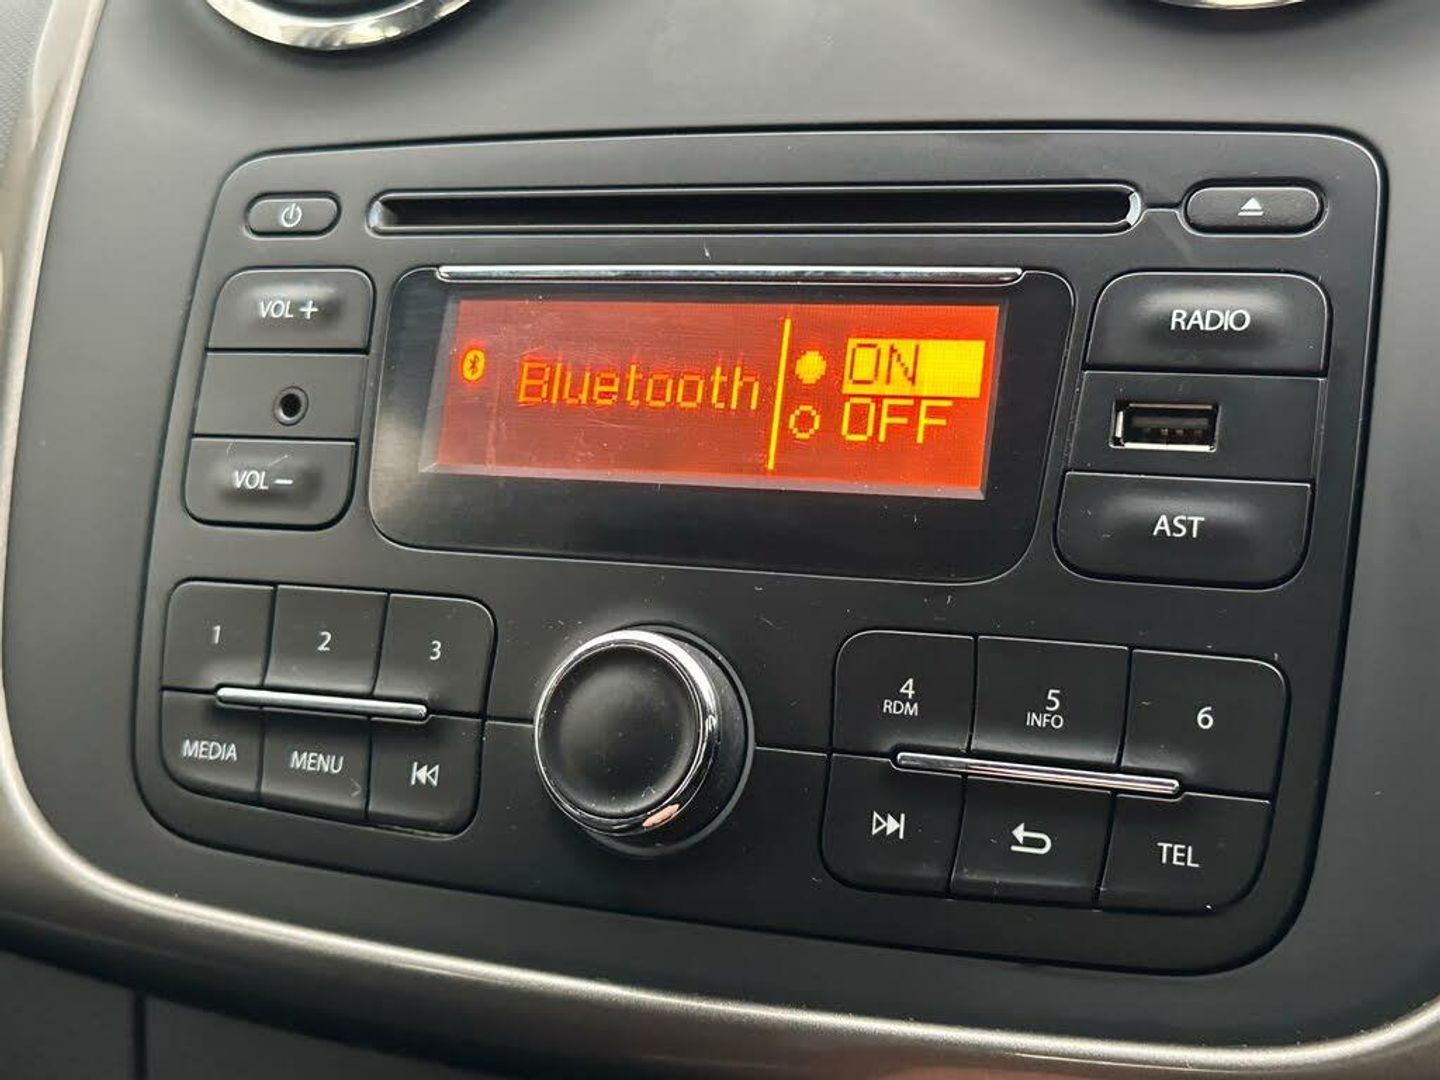 VOL +
VOL −
Bluetooth
ON
OFF
RADIO
AST
1
2
3
MEDIA
MENU
4
RDM
5
INFO
6
TEL